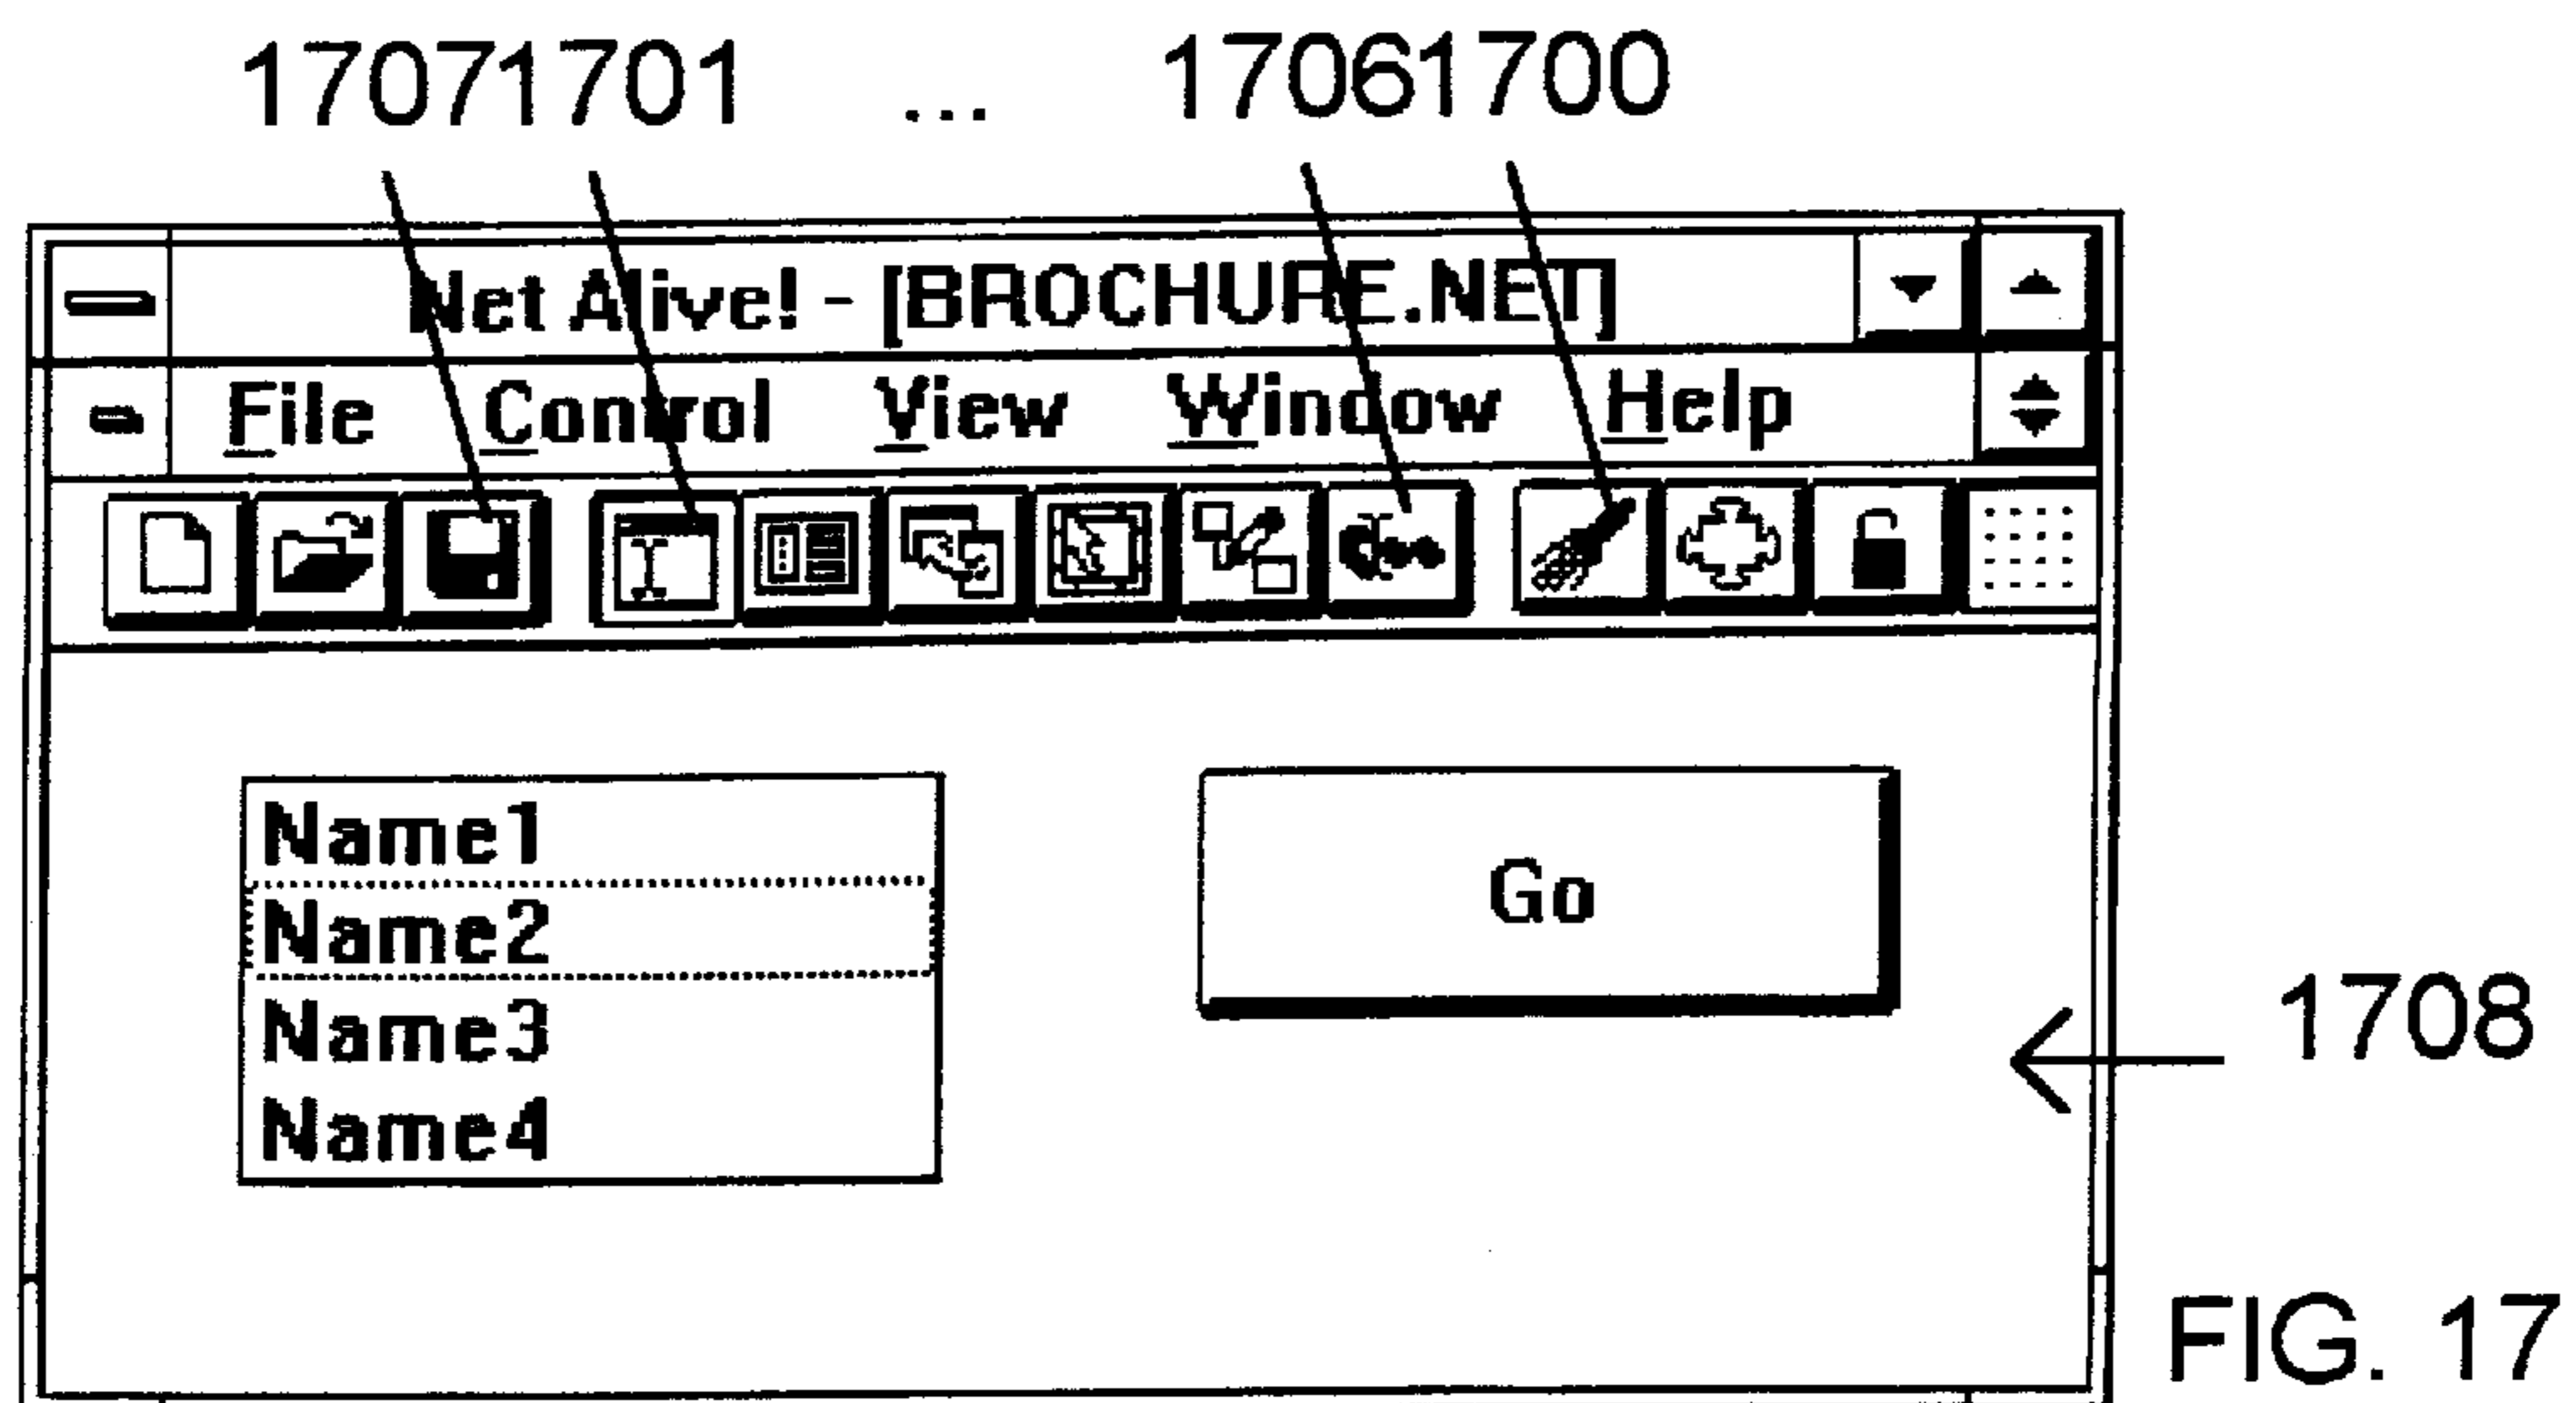 17071701 ... 17061700
Net Alive! - [BROCHURE.NET]
File Control View Window Help
Name1
Name2
Name3
Name4
Go
1708
FIG. 17